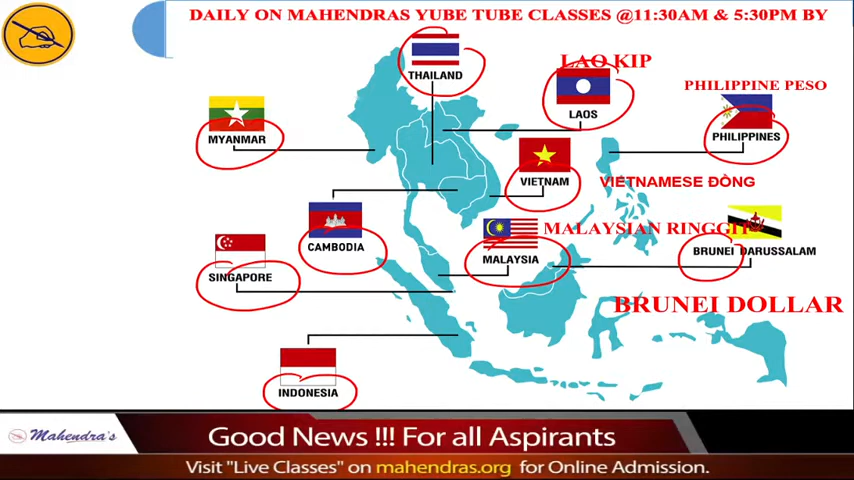 DAILY ON MAHENDRAS YUBE TUBE CLASSES @11:30AM & 5:30PM BY
THAILAND
LAO KIP
LAOS
PHILIPPINE PESO
PHILIPPINES
MYANMAR
VIETNAM
VIETNAMESE ĐÒNG
CAMBODIA
MALAYSIAN RINGGIT
MALAYSIA
BRUNEI DARUSSALAM
SINGAPORE
BRUNEI DOLLAR
INDONESIA
Mahendra's
Good News !!! For all Aspirants
Visit "Live Classes" on mahendras.org for Online Admission.